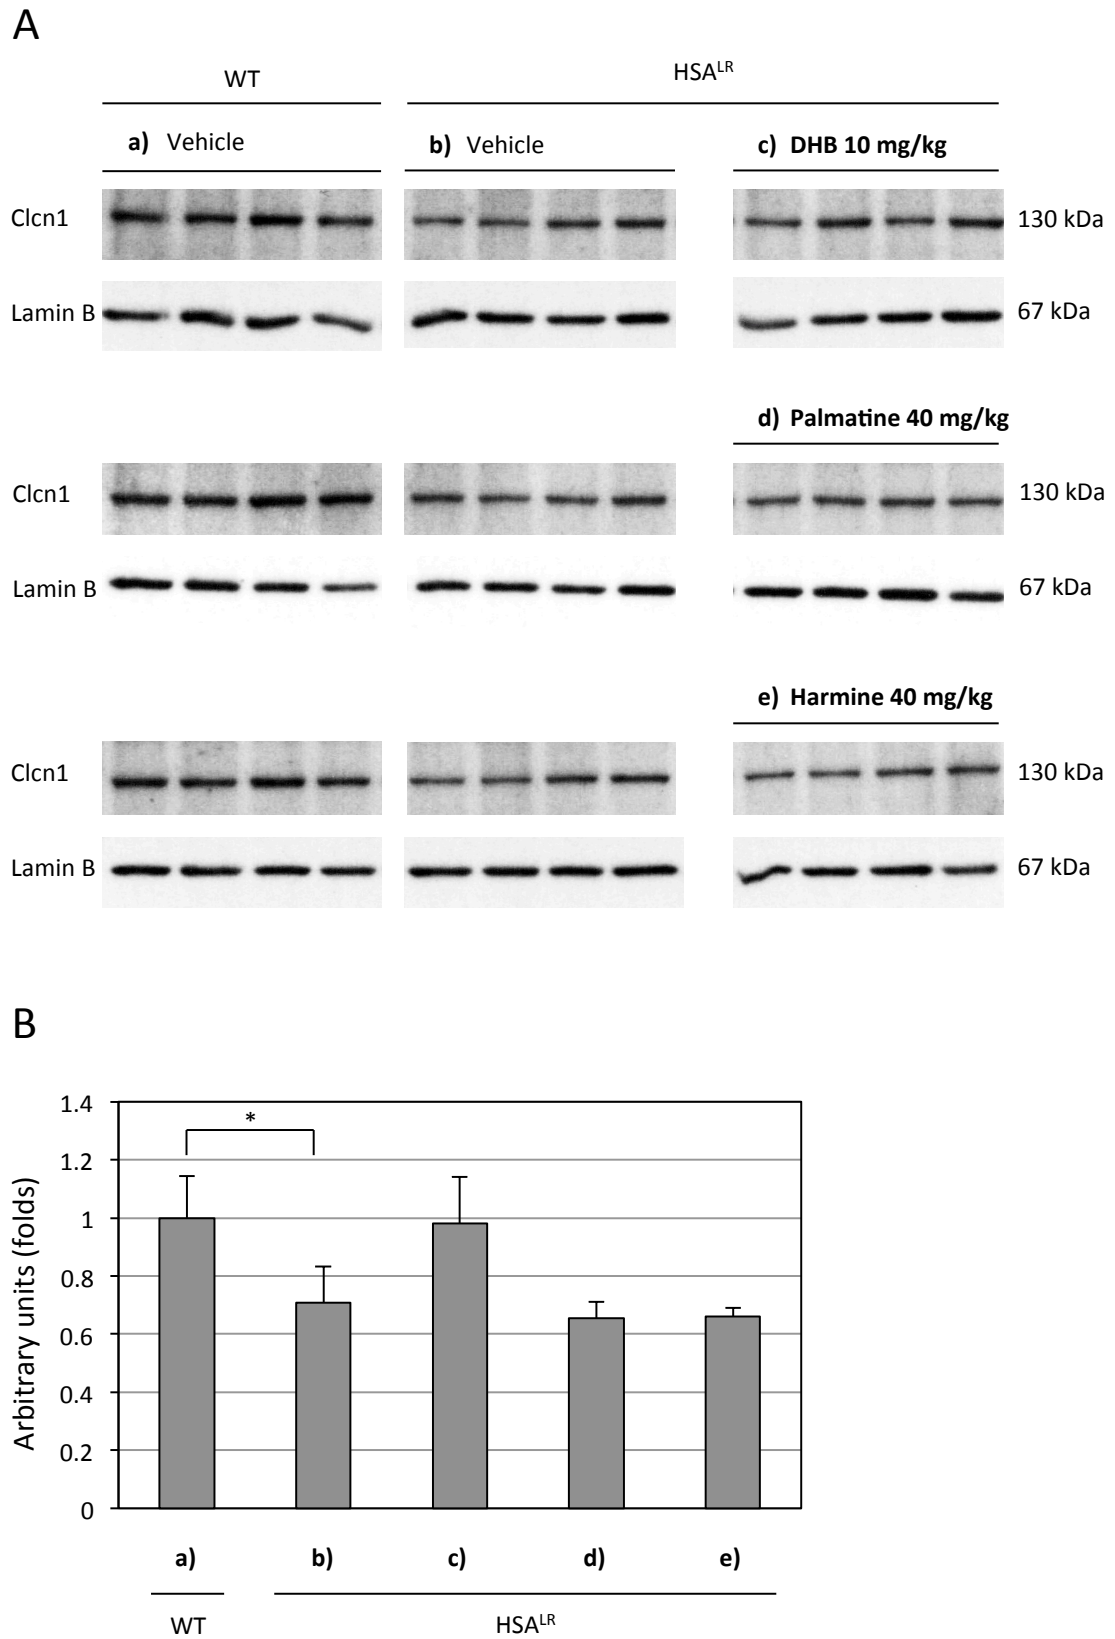 A
WT
HSALR
a) Vehicle
b) Vehicle
c) DHB 10 mg/kg
Clcn1
130 kDa
Lamin B
67 kDa
d) Palmatine 40 mg/kg
Clcn1
130 kDa
Lamin B
67 kDa
e) Harmine 40 mg/kg
Clcn1
130 kDa
Lamin B
67 kDa
B
Arbitrary units (folds)
1.4
1.2
1
0.8
0.6
0.4
0.2
0
*
a)
b)
c)
d)
e)
WT
HSALR